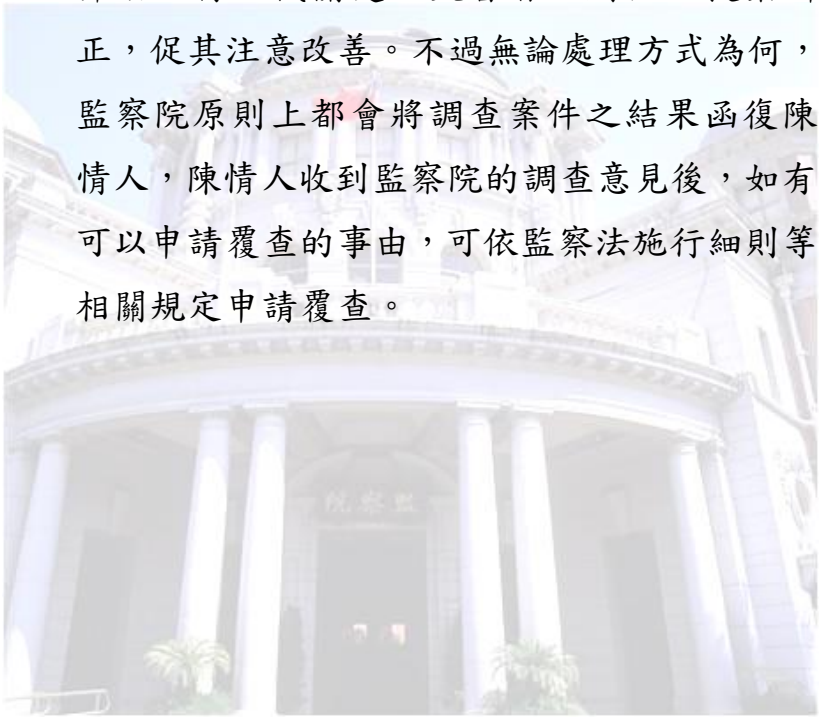 正，促其注意改善。不過無論處理方式為何，
監察院原則上都會將調查案件之結果函復陳
情人，陳情人收到監察院的調查意見後，如有
可以申請覆查的事由，可依監察法施行細則等
相關規定申請覆查。
院察監